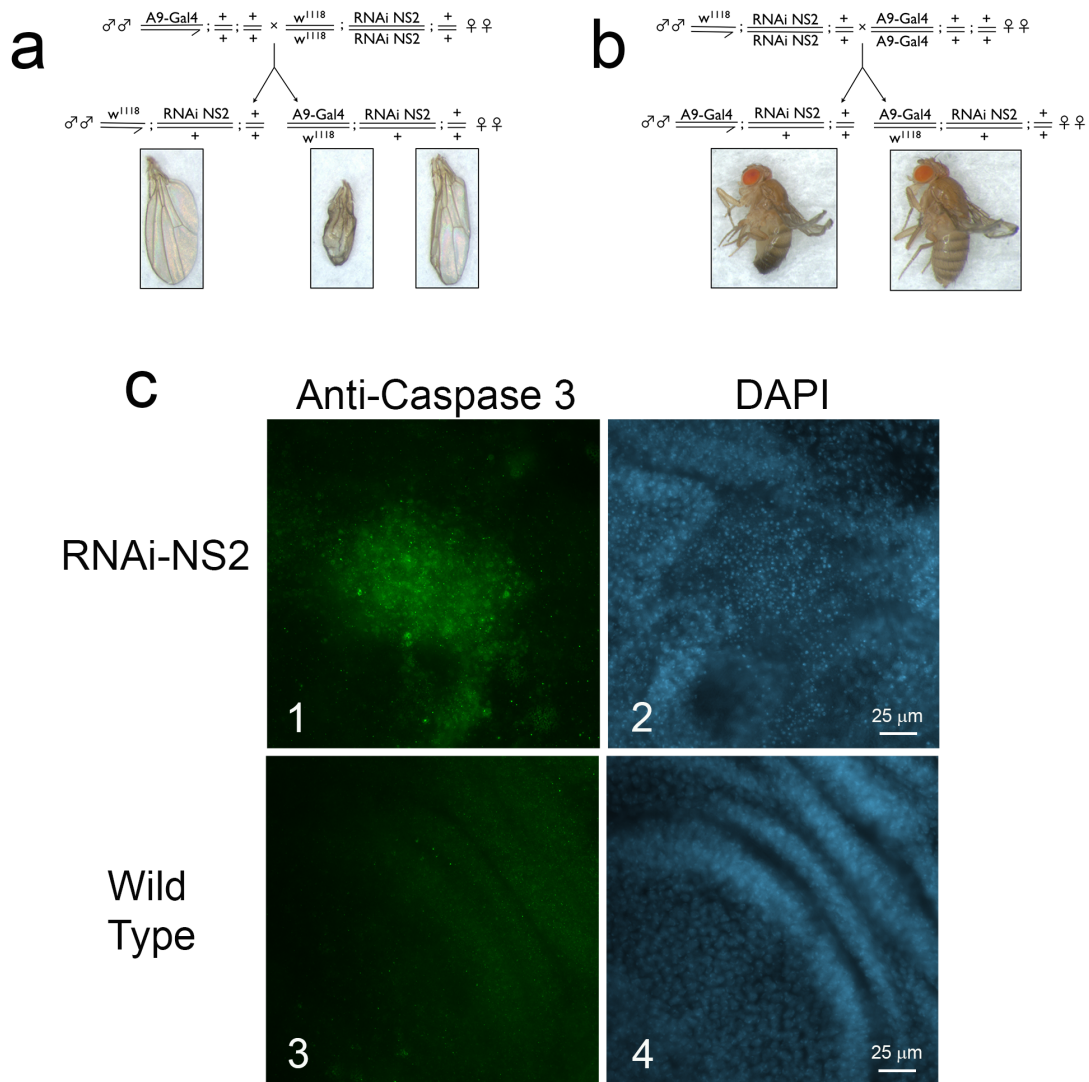 a
♂♂ A9-Gal4 ; + ; + × w1118 ; RNAi NS2 ; + ♀♀
+ + w1118 RNAi NS2 +
♂♂ w1118 ; RNAi NS2 ; + A9-Gal4 ; RNAi NS2 ; + ♀♀
+ + w1118 + +
b
♂♂ w1118 ; RNAi NS2 ; + × A9-Gal4 ; + ; + ♀♀
RNAi NS2 + A9-Gal4 + +
♂♂ A9-Gal4 ; RNAi NS2 ; + A9-Gal4 ; RNAi NS2 ; + ♀♀
+ + w1118 + +
c
Anti-Caspase 3 DAPI
RNAi-NS2
1
2
25 μm
Wild
Type
3
4
25 μm